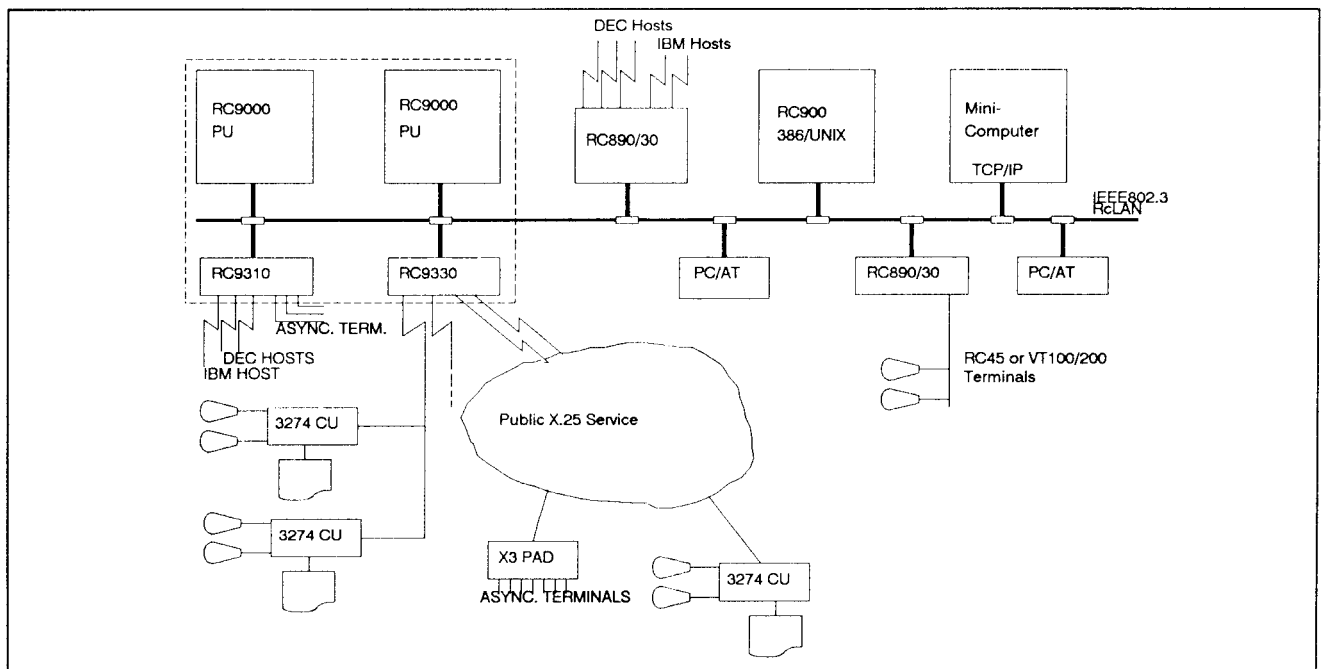 DEC Hosts
IBM Hosts
RC9000
PU
RC9000
PU
RC890/30
RC900
386/UNIX
Mini-
Computer
TCP/IP
IEEE802.3
RcLAN
RC9310
RC9330
PC/AT
RC890/30
PC/AT
ASYNC. TERM.
DEC HOSTS
IBM HOST
RC45 or VT100/200
Terminals
3274 CU
Public X.25 Service
3274 CU
X3 PAD
ASYNC. TERMINALS
3274 CU